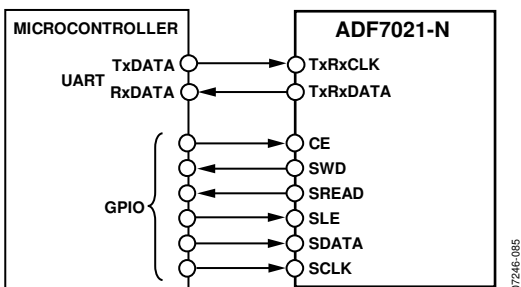 MICROCONTROLLER
ADF7021-N
UART
TxDATA
TxRxCLK
RxDATA
TxRxDATA
GPIO
CE
SWD
SREAD
SLE
SDATA
SCLK
07246-085